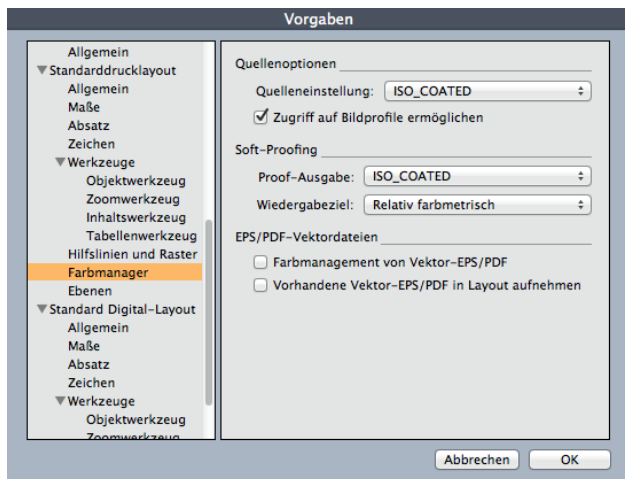 Vorgaben
Allgemein
Standarddrucklayout
Allgemein
Maße
Absatz
Zeichen
Werkzeuge
Objektwerkzeug
Zoomwerkzeug
Inhaltswerkzeug
Tabellenwerkzeug
Hilfslinien und Raster
Farbmanager
Ebenen
Standard Digital-Layout
Allgemein
Maße
Absatz
Zeichen
Werkzeuge
Objektwerkzeug
Zoomwerkzeug
Quellenoptionen
Quelleneinstellung: ISO_COATED
Zugriff auf Bildprofile ermöglichen
Soft-Proofing
Proof-Ausgabe: ISO_COATED
Wiedergabeziel: Relativ farbmetrisch
EPS/PDF-Vektordateien
Farbmanagement von Vektor-EPS/PDF
Vorhandene Vektor-EPS/PDF in Layout aufnehmen
Abbrechen OK